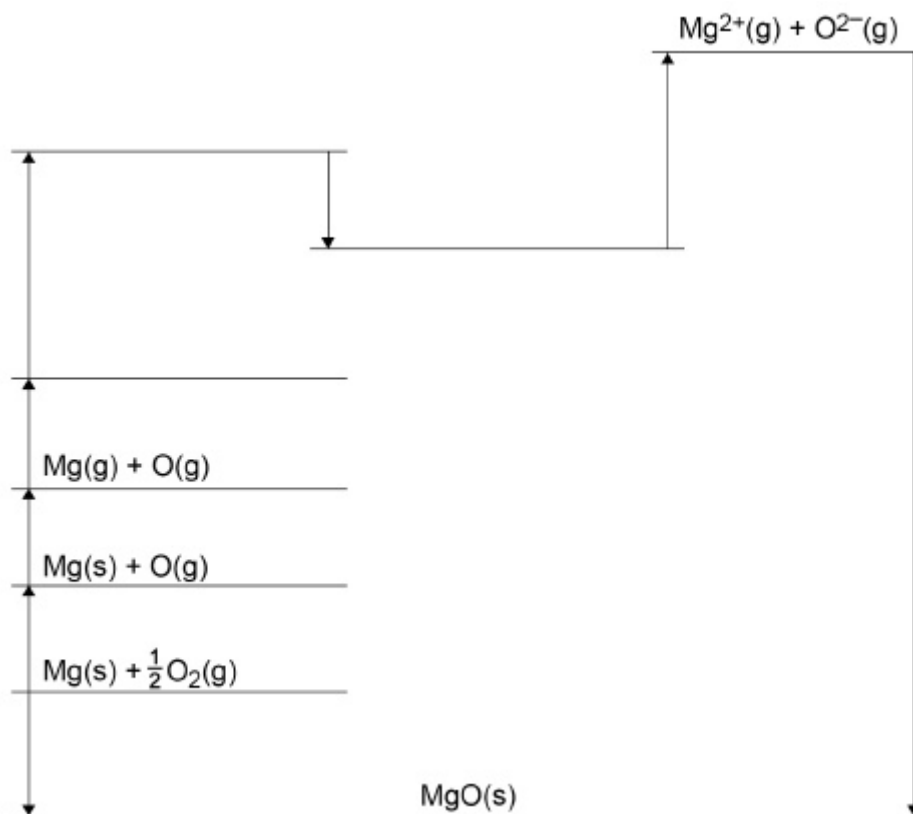 Mg²⁺(g) + O²⁻(g)
Mg(g) + O(g)
Mg(s) + O(g)
Mg(s) + ½O₂(g)
MgO(s)